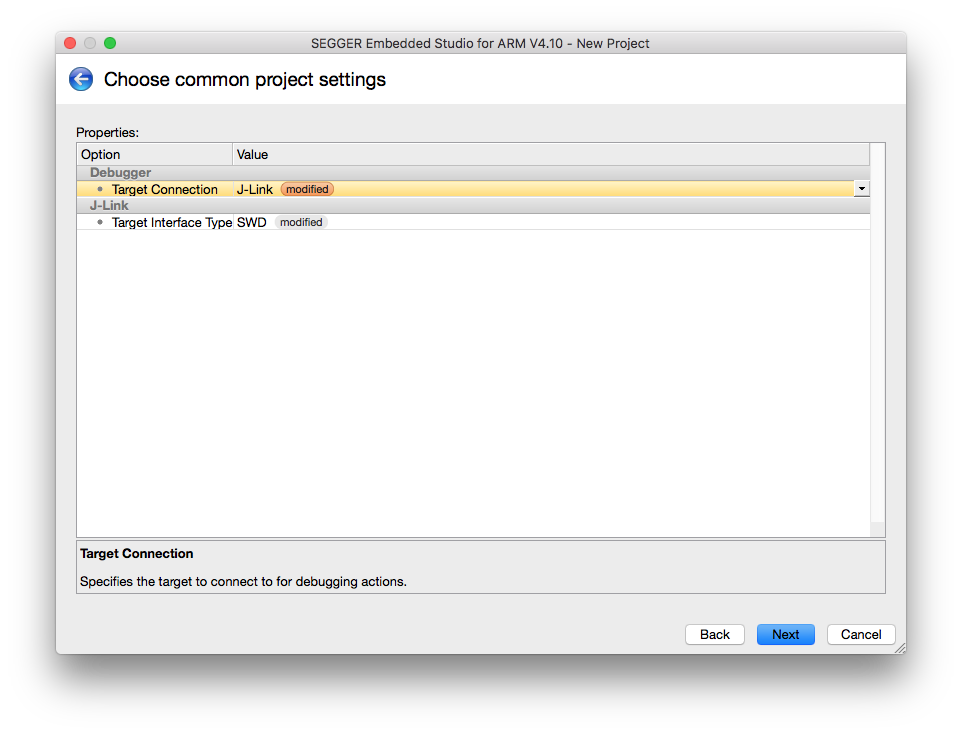 SEGGER Embedded Studio for ARM V4.10 - New Project
Choose common project settings
Properties:
Option Value
Debugger
Target Connection J-Link modified
J-Link
Target Interface Type SWD modified
Target Connection
Specifies the target to connect to for debugging actions.
Back Next Cancel